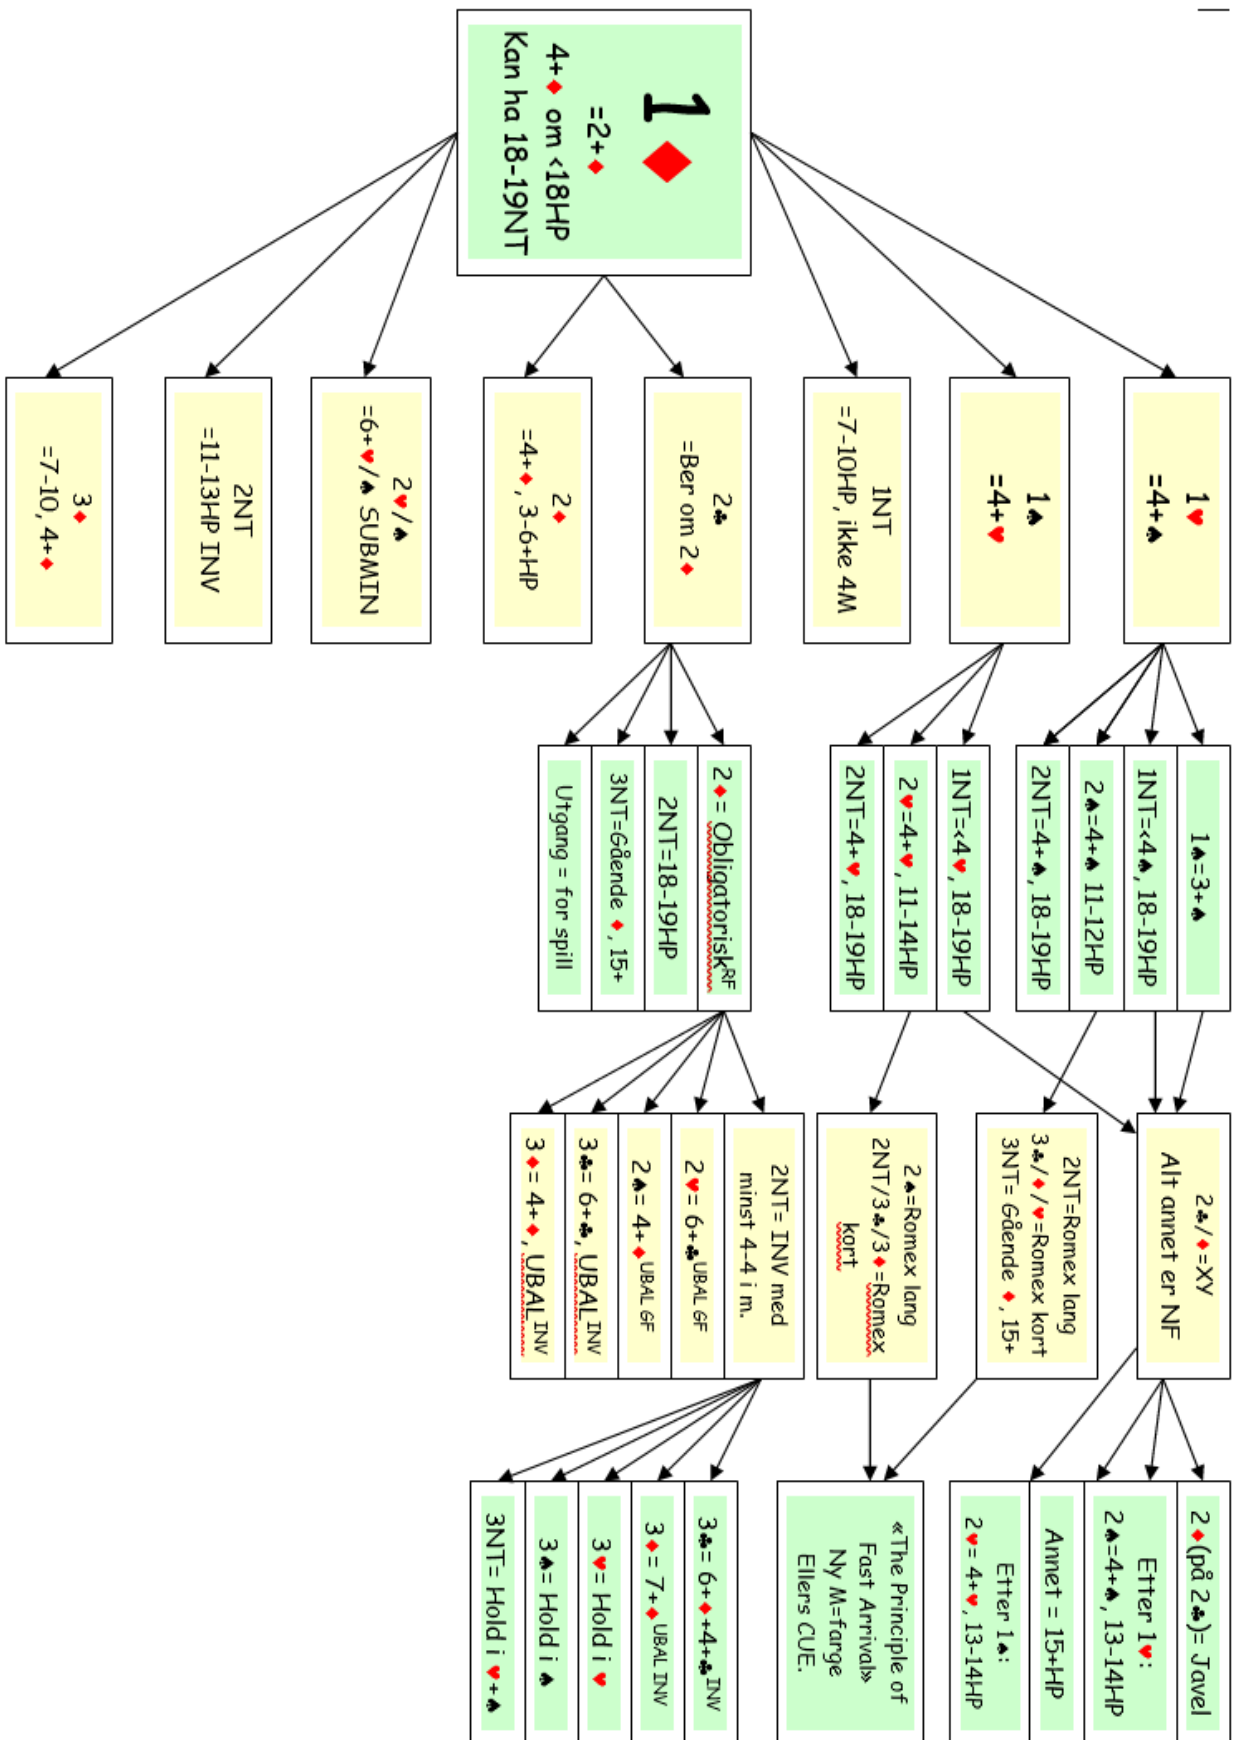 1♦
=2+♦
4+♦ om <18HP
Kan ha 18-19NT
1♥
=4+♠
1♠
=4+♥
1NT
=7-10HP, ikke 4M
2♣
=Ber om 2♦
2♦
=4+♦, 3-6+HP
2♥/♠
=6+♥/♠ SUBMIN
2NT
=11-13HP INV
3♦
=7-10, 4+♦
1♠=3+♠
1NT=<4♠, 18-19HP
2♠=4+♠ 11-12HP
2NT=4+♠, 18-19HP
1NT=<4♥, 18-19HP
2♥=4+♥, 11-14HP
2NT=4+♥, 18-19HP
2♦= Obligatorisk RF
2NT=18-19HP
3NT=Gående ♦, 15+
Utgang = for spill
2♣/♦=XY
Alt annet er NF
2NT=Romex lang
3♣/♦/♥=Romex kort
3NT= Gående ♦, 15+
2♠=Romex lang
2NT/3♣/3♦=Romex
kort
2NT= INV med
minst 4-4 i m.
2♥= 6+♣ UBAL GF
2♠= 4+♦ UBAL GF
3♣= 6+♣, UBAL INV
3♦= 4+♦, UBAL INV
2♦(på 2♣)= Javel
Etter 1♥:
2♠=4+♠, 13-14HP
Annet = 15+HP
Etter 1♠:
2♥= 4+♥, 13-14HP
«The Principle of
Fast Arrival»
Ny M=farge
Ellers CUE.
3♣= 6+♦+4+♣ INV
3♦= 7+♦ UBAL INV
3♥= Hold i ♥
3♠= Hold i ♠
3NT= Hold i ♥+♠